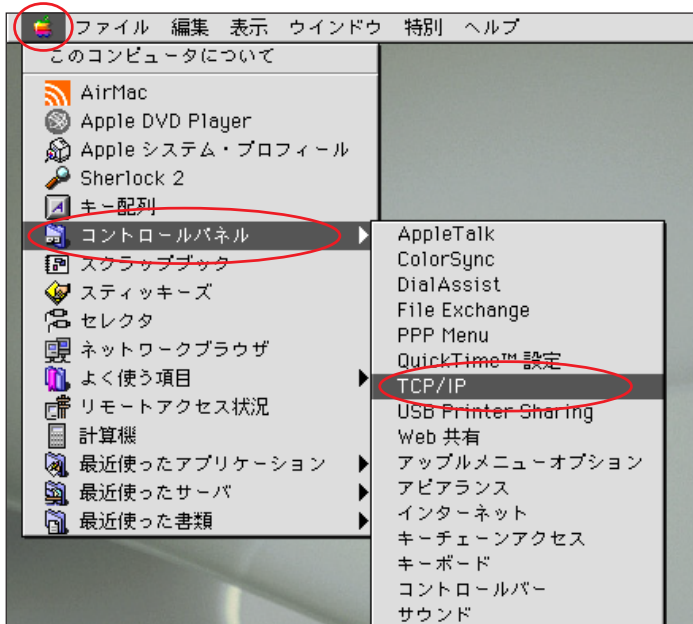 ファイル 編集 表示 ウインドウ 特別 ヘルプ
このコンピュータについて
AirMac
Apple DVD Player
Apple システム・プロフィール
Sherlock 2
キー配列
コントロールパネル
スクラップブック
スティッキーズ
セレクタ
ネットワークブラウザ
よく使う項目
リモートアクセス状況
計算機
最近使ったアプリケーション
最近使ったサーバ
最近使った書類
AppleTalk
ColorSync
DialAssist
File Exchange
PPP Menu
QuickTime™ 設定
TCP/IP
USB Printer Sharing
Web 共有
アップルメニューオプション
アピアランス
インターネット
キーチェーンアクセス
キーボード
コントロールバー
サウンド